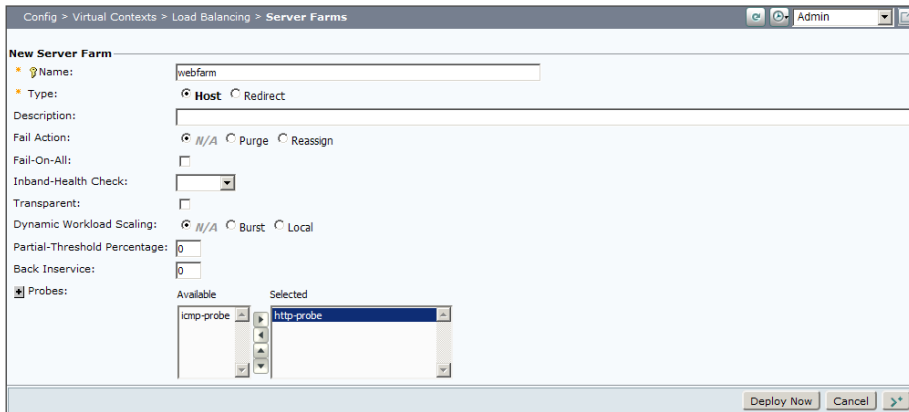 Config > Virtual Contexts > Load Balancing > Server Farms
Admin
New Server Farm
* Name: webfarm
* Type: Host Redirect
Description:
Fail Action: N/A Purge Reassign
Fail-On-All:
Inband-Health Check:
Transparent:
Dynamic Workload Scaling: N/A Burst Local
Partial-Threshold Percentage: 0
Back Inservice: 0
Probes:
Available Selected
icmp-probe http-probe
Deploy Now Cancel